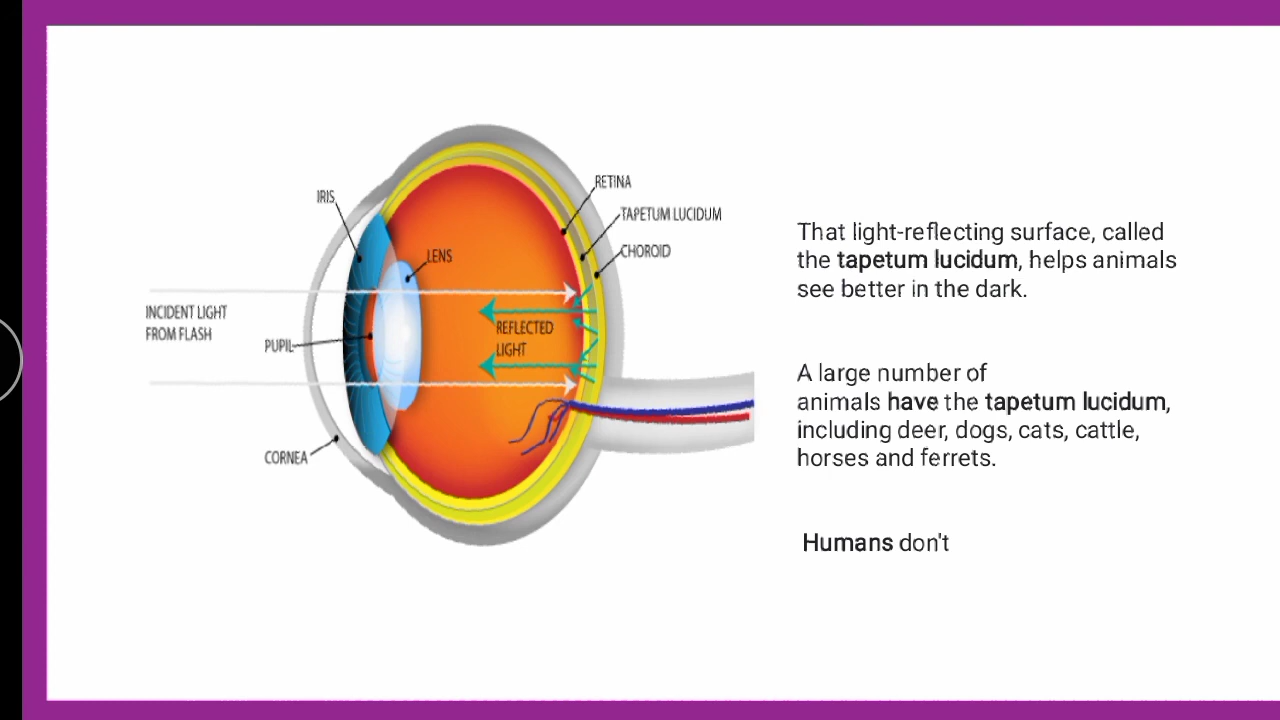 IRIS
RETINA
TAPETUM LUCIDUM
CHOROID
LENS
INCIDENT LIGHT
FROM FLASH
REFLECTED
LIGHT
PUPIL
CORNEA
That light-reflecting surface, called
the tapetum lucidum, helps animals
see better in the dark.
A large number of
animals have the tapetum lucidum,
including deer, dogs, cats, cattle,
horses and ferrets.
Humans don't